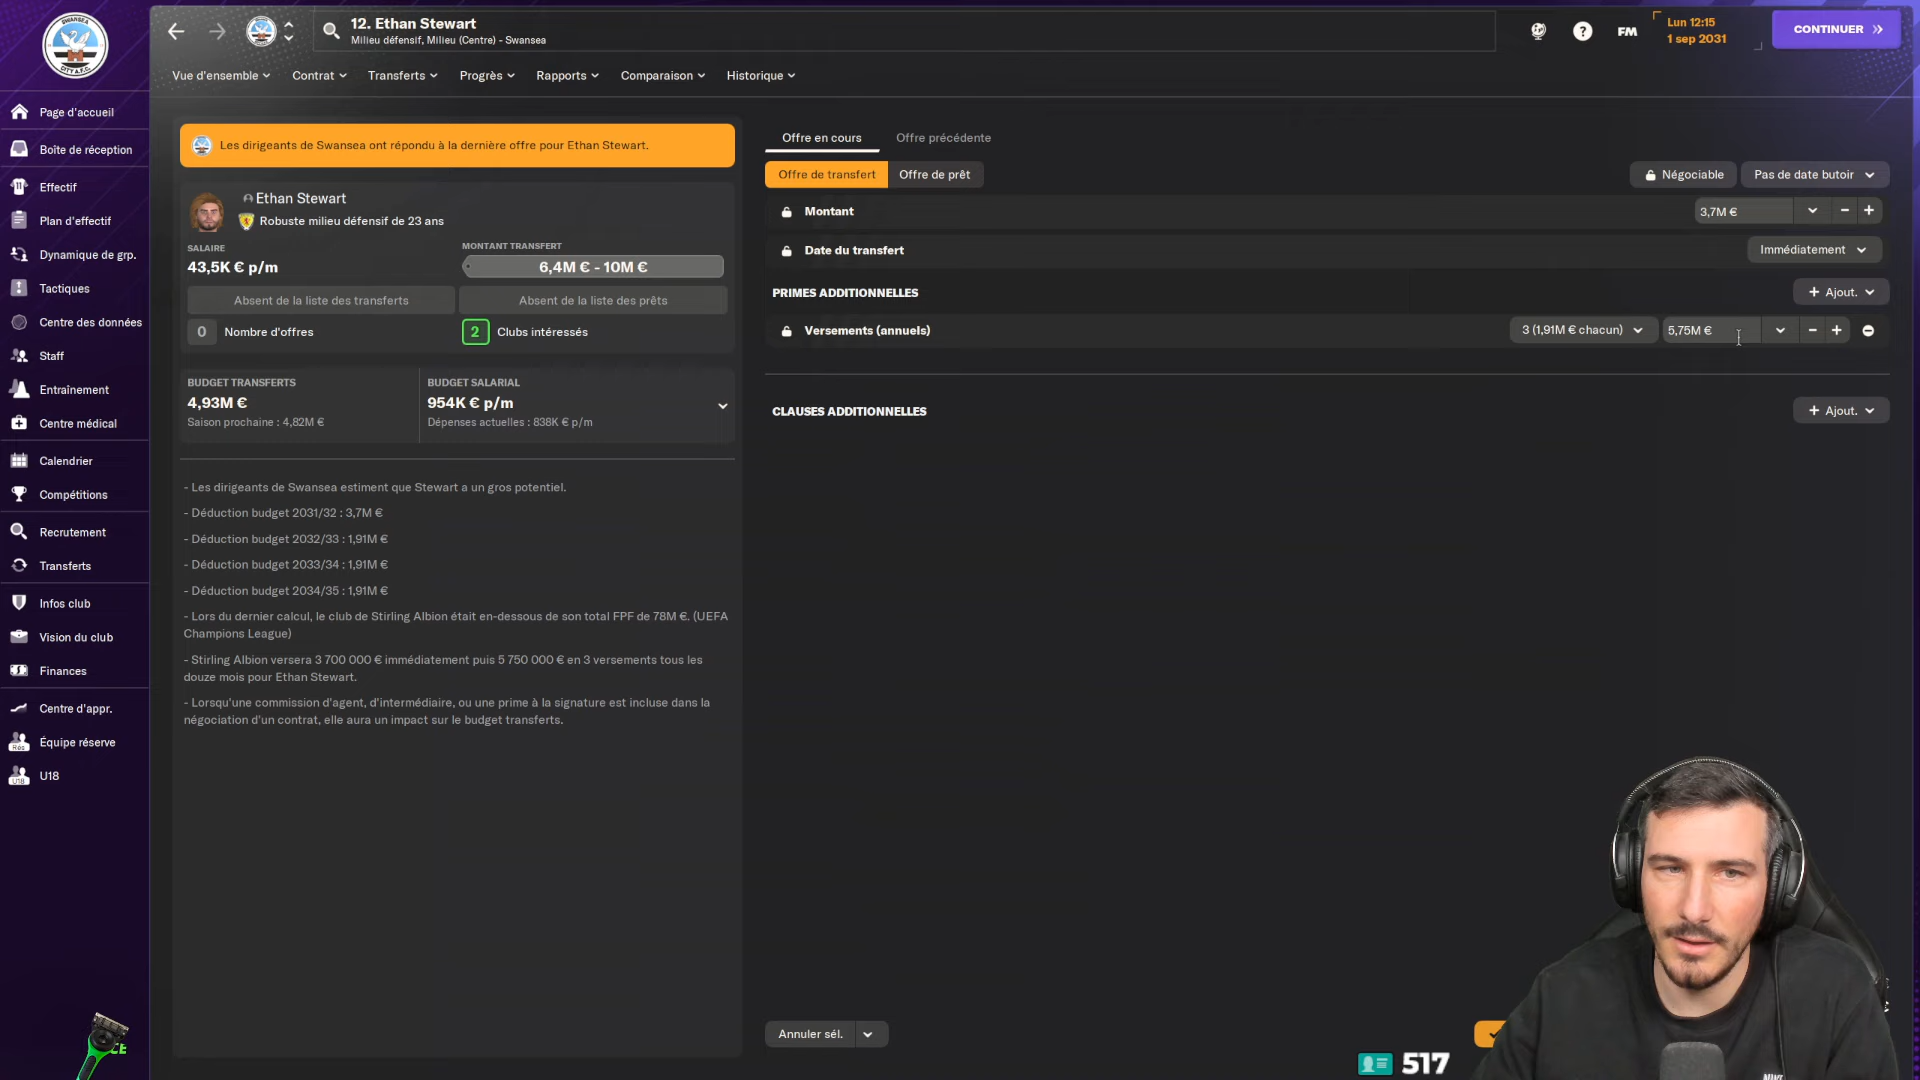 12. Ethan Stewart
Milieu défensif, Milieu (Centre) - Swansea
FM
Lun 12:15
1 sep 2031
CONTINUER
Vue d'ensemble
Contrat
Transferts
Progrès
Rapports
Comparaison
Historique
SWANSEA
CITY A.F.C.
Page d'accueil
Boîte de réception
Effectif
Plan d'effectif
Dynamique de grp.
Tactiques
Centre des données
Staff
Entraînement
Centre médical
Calendrier
Compétitions
Recrutement
Transferts
Infos club
Vision du club
Finances
Centre d'appr.
Équipe réserve
U18
Les dirigeants de Swansea ont répondu à la dernière offre pour Ethan Stewart.
Ethan Stewart
Robuste milieu défensif de 23 ans
SALAIRE
43,5K € p/m
MONTANT TRANSFERT
6,4M € - 10M €
Absent de la liste des transferts
Absent de la liste des prêts
0 Nombre d'offres
2 Clubs intéressés
BUDGET TRANSFERTS
4,93M €
Saison prochaine : 4,82M €
BUDGET SALARIAL
954K € p/m
Dépenses actuelles : 838K € p/m
- Les dirigeants de Swansea estiment que Stewart a un gros potentiel.
- Déduction budget 2031/32 : 3,7M €
- Déduction budget 2032/33 : 1,91M €
- Déduction budget 2033/34 : 1,91M €
- Déduction budget 2034/35 : 1,91M €
- Lors du dernier calcul, le club de Stirling Albion était en-dessous de son total FPF de 78M €. (UEFA
Champions League)
- Stirling Albion versera 3 700 000 € immédiatement puis 5 750 000 € en 3 versements tous les
douze mois pour Ethan Stewart.
- Lorsqu'une commission d'agent, d'intermédiaire, ou une prime à la signature est incluse dans la
négociation d'un contrat, elle aura un impact sur le budget transferts.
Offre en cours
Offre précédente
Offre de transfert
Offre de prêt
Négociable
Pas de date butoir
Montant
3,7M €
Date du transfert
Immédiatement
PRIMES ADDITIONNELLES
+ Ajout.
Versements (annuels)
3 (1,91M € chacun)
5,75M €
CLAUSES ADDITIONNELLES
+ Ajout.
Annuler sél.
517